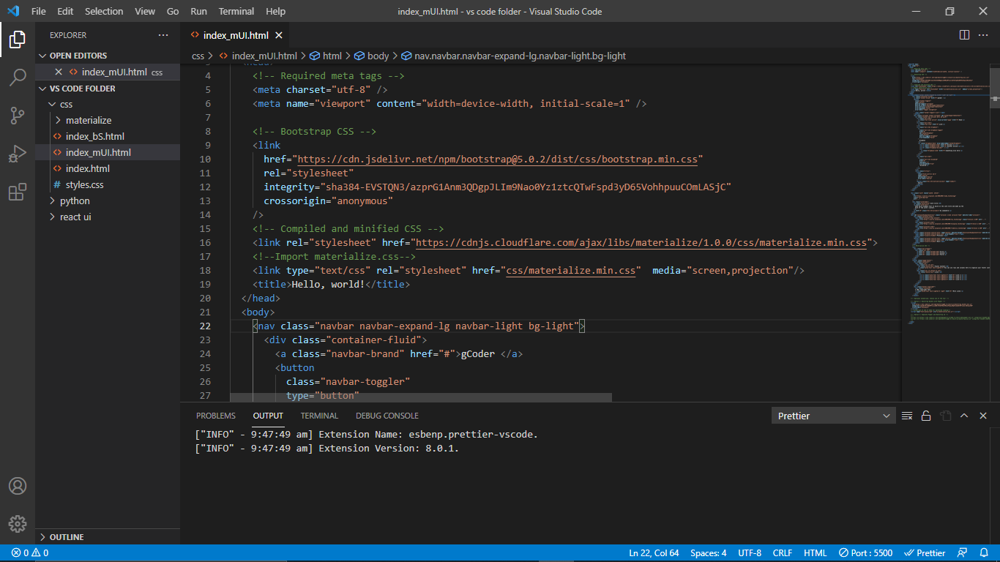 File Edit Selection View Go Run Terminal Help
index_mUI.html - vs code folder - Visual Studio Code
EXPLORER
OPEN EDITORS
index_mUI.html css
VS CODE FOLDER
css
materialize
index_bS.html
index_mUI.html
index.html
# styles.css
python
react ui
OUTLINE
index_mUI.html
css > index_mUI.html > html > body > nav.navbar.navbar-expand-lg.navbar-light.bg-light
3 <head>
4 <!-- Required meta tags -->
5 <meta charset="utf-8" />
6 <meta name="viewport" content="width=device-width, initial-scale=1" />
7
8 <!-- Bootstrap CSS -->
9 <link
10 href="https://cdn.jsdelivr.net/npm/bootstrap@5.0.2/dist/css/bootstrap.min.css"
11 rel="stylesheet"
12 integrity="sha384-EVSTQN3/azprG1Anm3QDgpJLIm9Nao0Yz1ztcQTwFspd3yD65VohhpuuCOmLASjC"
13 crossorigin="anonymous"
14 />
15 <!-- Compiled and minified CSS -->
16 <link rel="stylesheet" href="https://cdnjs.cloudflare.com/ajax/libs/materialize/1.0.0/css/materialize.min.css">
17 <!--Import materialize.css-->
18 <link type="text/css" rel="stylesheet" href="css/materialize.min.css"  media="screen,projection"/>
19 <title>Hello, world!</title>
20 </head>
21 <body>
22 <nav class="navbar navbar-expand-lg navbar-light bg-light">
23 <div class="container-fluid">
24 <a class="navbar-brand" href="#">gCoder </a>
25 <button
26 class="navbar-toggler"
27 type="button"
PROBLEMS OUTPUT TERMINAL DEBUG CONSOLE
Prettier
["INFO" - 9:47:49 am] Extension Name: esbenp.prettier-vscode.
["INFO" - 9:47:49 am] Extension Version: 8.0.1.
0 0
Ln 22, Col 64 Spaces: 4 UTF-8 CRLF HTML Port : 5500 Prettier